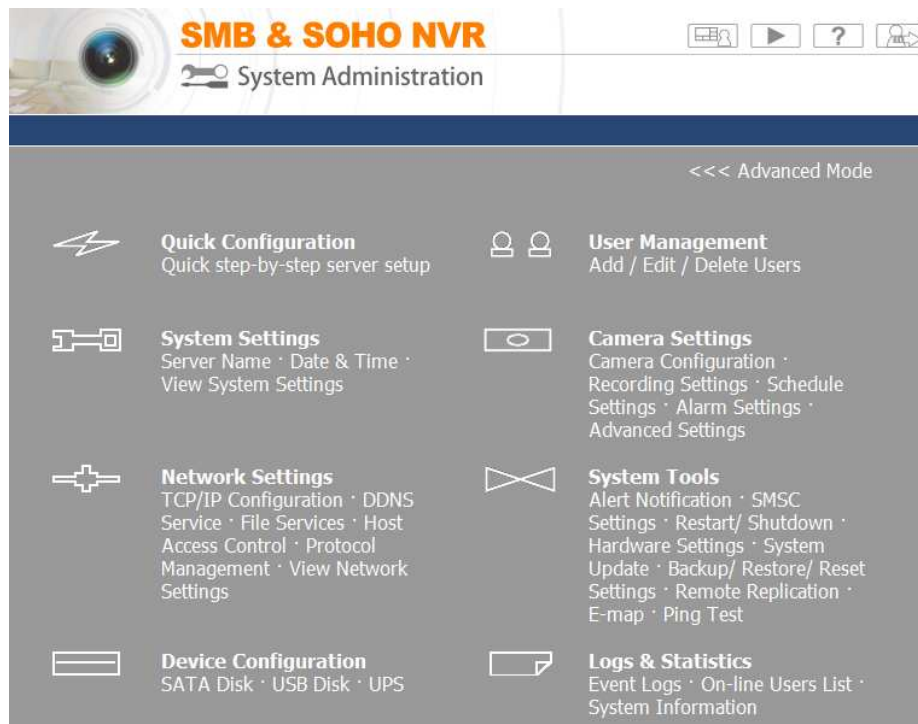 SMB & SOHO NVR
?
System Administration
<<< Advanced Mode
Quick Configuration
Quick step-by-step server setup
User Management
Add / Edit / Delete Users
System Settings
Server Name · Date & Time ·
View System Settings
Camera Settings
Camera Configuration ·
Recording Settings · Schedule
Settings · Alarm Settings ·
Advanced Settings
Network Settings
TCP/IP Configuration · DDNS
Service · File Services · Host
Access Control · Protocol
Management · View Network
Settings
System Tools
Alert Notification · SMSC
Settings · Restart/ Shutdown ·
Hardware Settings · System
Update · Backup/ Restore/ Reset
Settings · Remote Replication ·
E-map · Ping Test
Device Configuration
SATA Disk · USB Disk · UPS
Logs & Statistics
Event Logs · On-line Users List ·
System Information